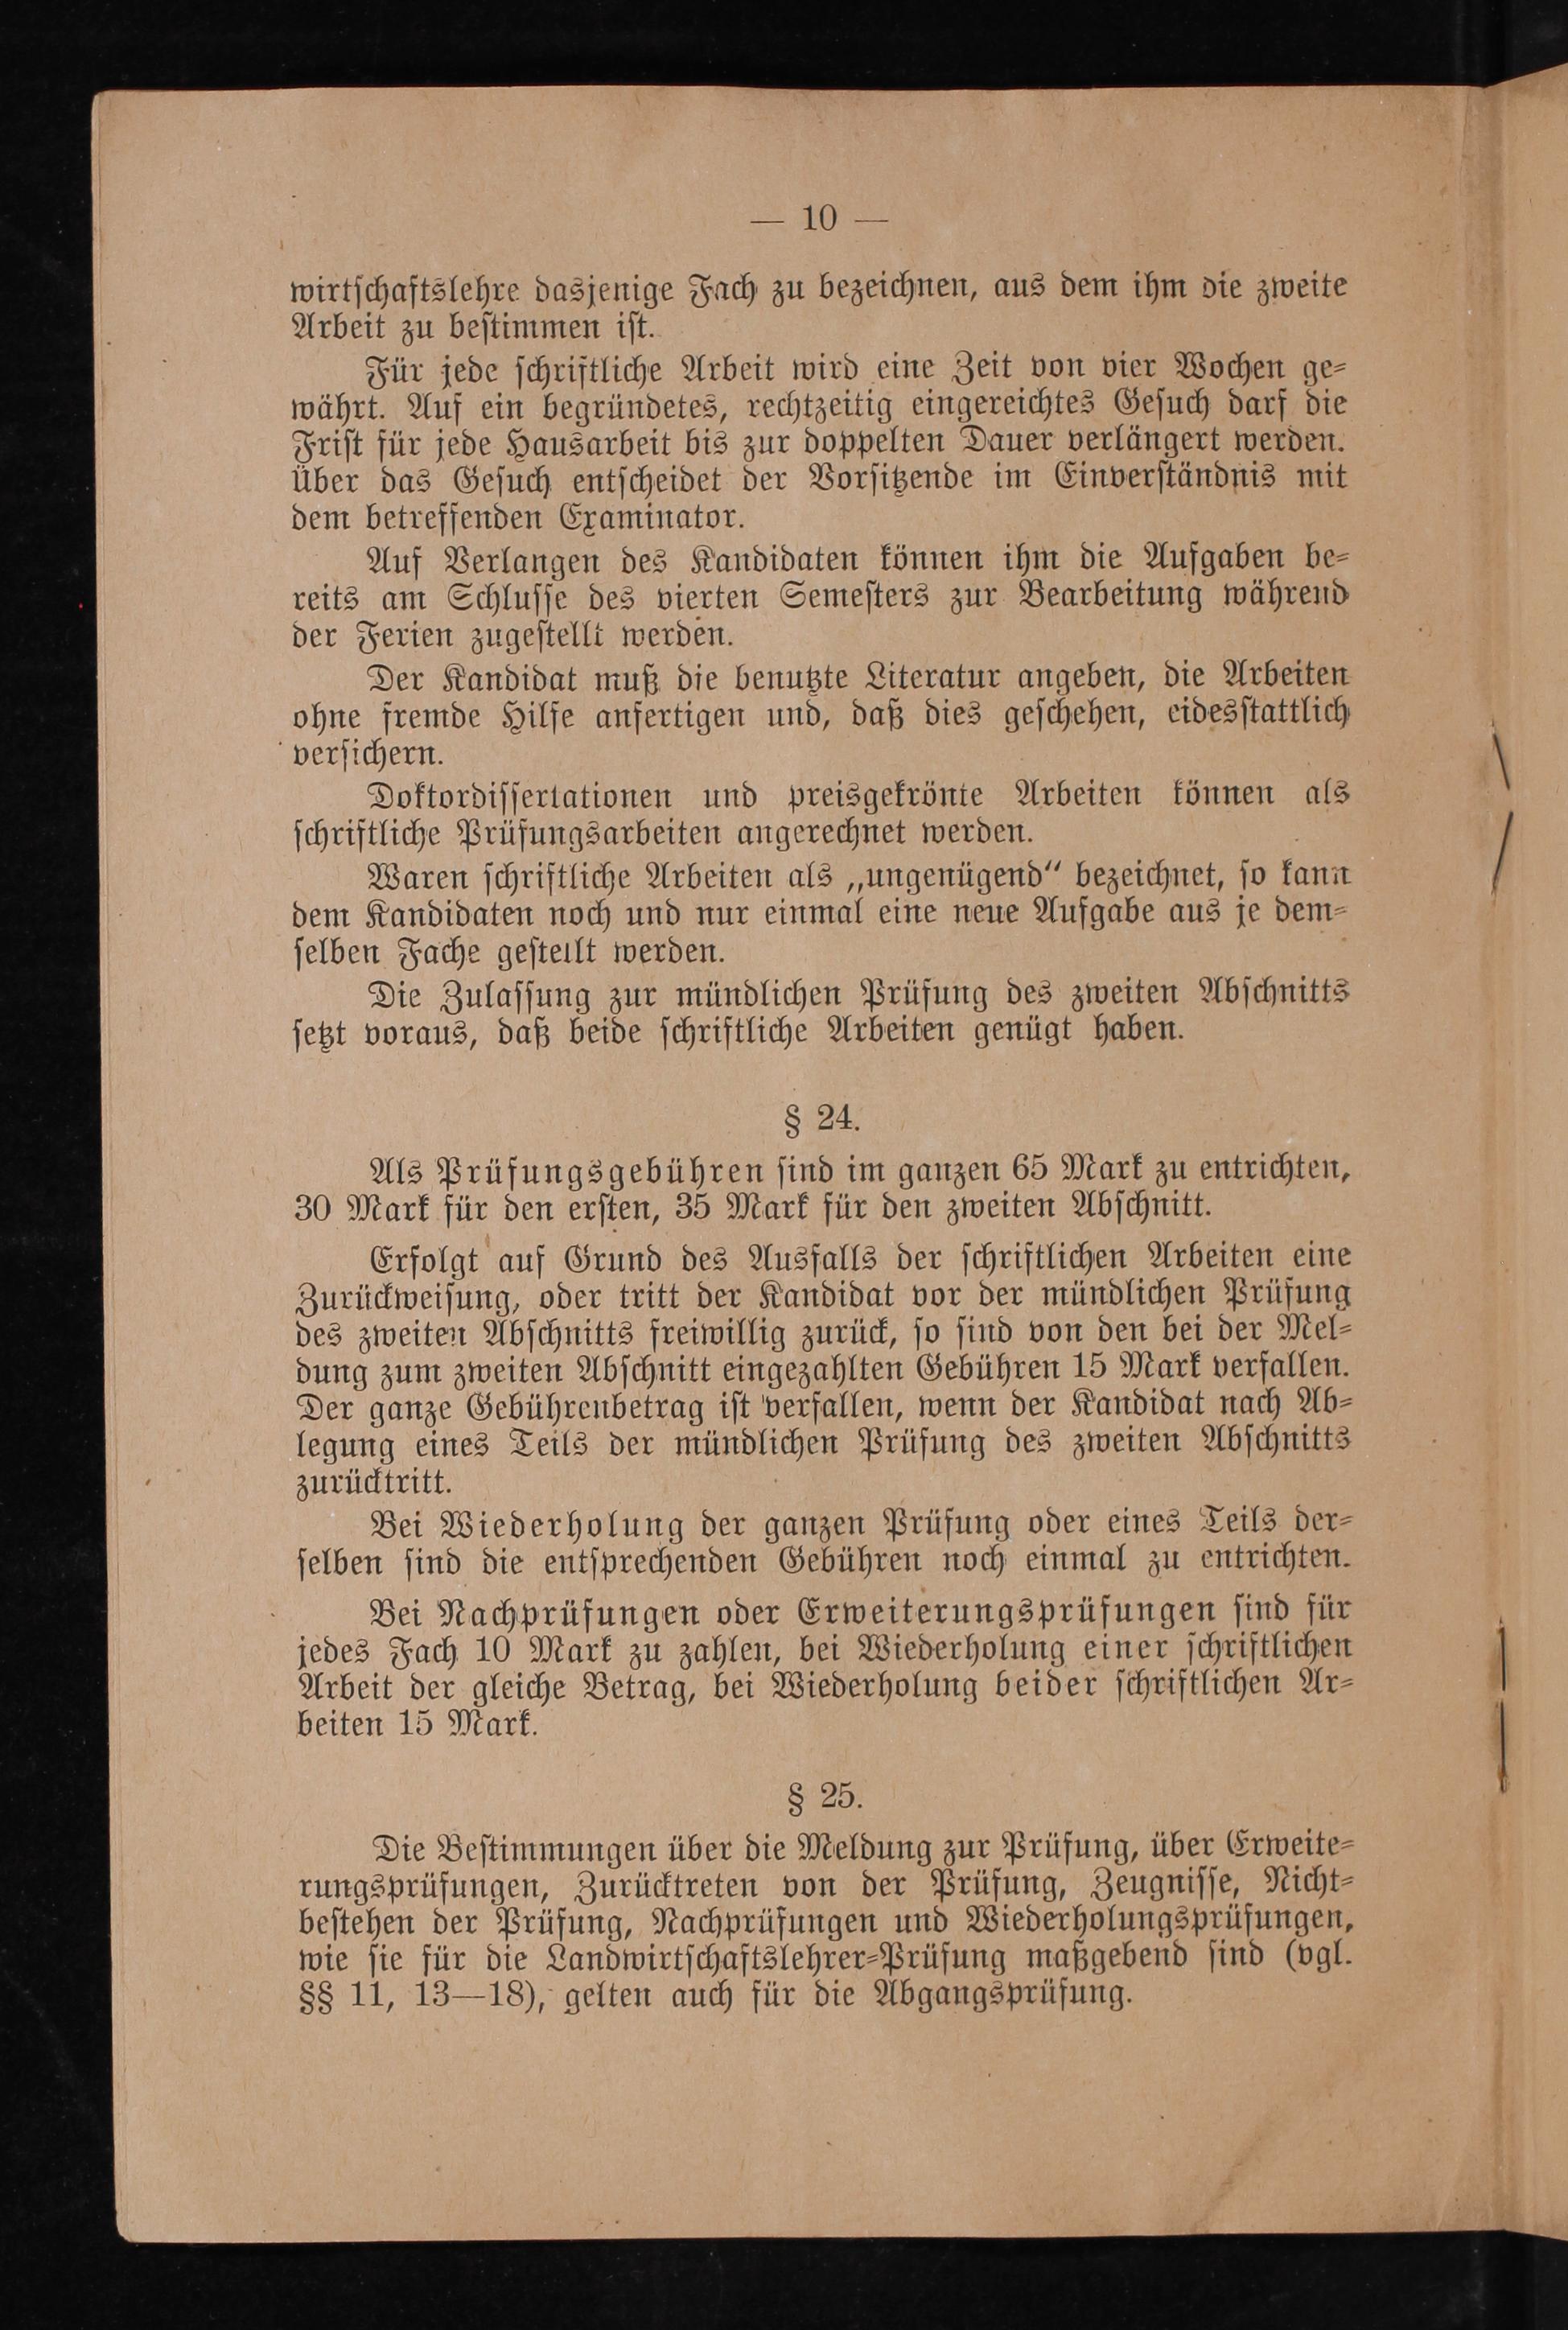 — 10 —
wirtſchaftslehre dasjenige Fach zu bezeichnen, aus dem ihm die zweite
Arbeit zu beſtimmen iſt.
Für jede ſchriftliche Arbeit wird eine Zeit von vier Wochen ge⸗
währt. Auf ein begründetes, rechtzeitig eingereichtes Geſuch darf die
Friſt für jede Hausarbeit bis zur doppelten Dauer verlängert werden.
Über das Geſuch entſcheidet der Vorſitzende im Einverſtändnis mit
dem betreffenden Examinator.
Auf Verlangen des Kandidaten können ihm die Aufgaben be⸗
reits am Schluſſe des vierten Semeſters zur Bearbeitung während
der Ferien zugeſtellt werden.
Der Kandidat muß die benutzte Literatur angeben, die Arbeiten
ohne fremde Hilfe anfertigen und, daß dies geſchehen, eidesſtattlich
verſichern.
Doktordiſſertationen und preisgekrönte Arbeiten können als
ſchriftliche Prüfungsarbeiten angerechnet werden.
Waren ſchriftliche Arbeiten als „ungenügend“ bezeichnet, ſo kann
dem Kandidaten noch und nur einmal eine neue Aufgabe aus je dem⸗
ſelben Fache geſtellt werden.
Die Zulaſſung zur mündlichen Prüfung des zweiten Abſchnitts
ſetzt voraus, daß beide ſchriftliche Arbeiten genügt haben.
§ 24.
Als Prüfungsgebühren ſind im ganzen 65 Mark zu entrichten,
30 Mark für den erſten, 35 Mark für den zweiten Abſchnitt.
Erfolgt auf Grund des Ausfalls der ſchriftlichen Arbeiten eine
Zurückweiſung, oder tritt der Kandidat vor der mündlichen Prüfung
des zweiten Abſchnitts freiwillig zurück, ſo ſind von den bei der Mel⸗
dung zum zweiten Abſchnitt eingezahlten Gebühren 15 Mark verfallen.
Der ganze Gebührenbetrag iſt verfallen, wenn der Kandidat nach Ab⸗
legung eines Teils der mündlichen Prüfung des zweiten Abſchnitts
zurücktritt.
Bei Wiederholung der ganzen Prüfung oder eines Teils der⸗
ſelben ſind die entſprechenden Gebühren noch einmal zu entrichten.
Bei Nachprüfungen oder Erweiterungsprüfungen ſind für
jedes Fach 10 Mark zu zahlen, bei Wiederholung einer ſchriftlichen
Arbeit der gleiche Betrag, bei Wiederholung beider ſchriftlichen Ar⸗
beiten 15 Mark.
§ 25.
Die Beſtimmungen über die Meldung zur Prüfung, über Erweite⸗
rungsprüfungen, Zurücktreten von der Prüfung, Zeugniſſe, Nicht⸗
beſtehen der Prüfung, Nachprüfungen und Wiederholungsprüfungen,
wie ſie für die Landwirtſchaftslehrer⸗Prüfung maßgebend ſind (vgl.
§§ 11, 13—18), gelten auch für die Abgangsprüfung.